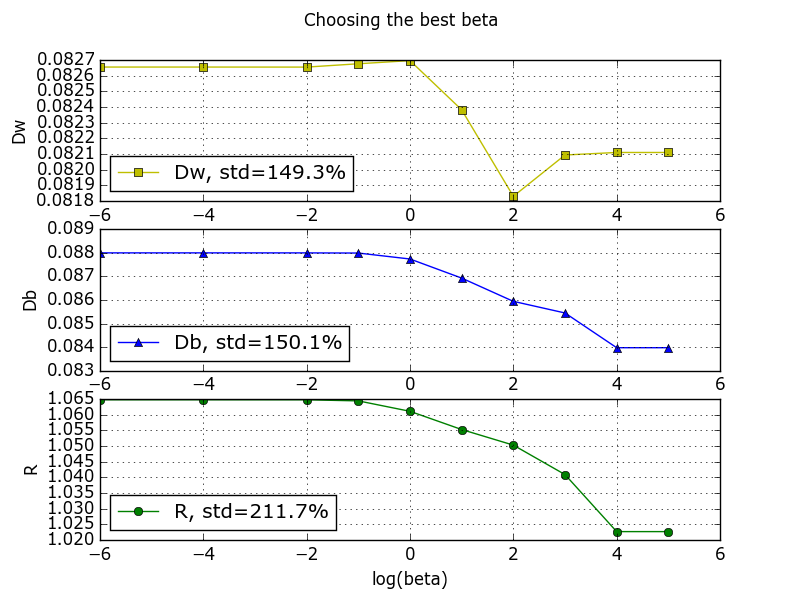 Choosing the best beta
0.0827
0.0826
0.0825
0.0824
0.0823
0.0822
0.0821
0.0820
0.0819
0.0818
Dw
Dw, std=149.3%
−6 −4 −2 0 2 4 6
0.089
0.088
0.087
0.086
0.085
0.084
0.083
Db
Db, std=150.1%
−6 −4 −2 0 2 4 6
1.065
1.060
1.055
1.050
1.045
1.040
1.035
1.030
1.025
1.020
R
R, std=211.7%
−6 −4 −2 0 2 4 6
log(beta)